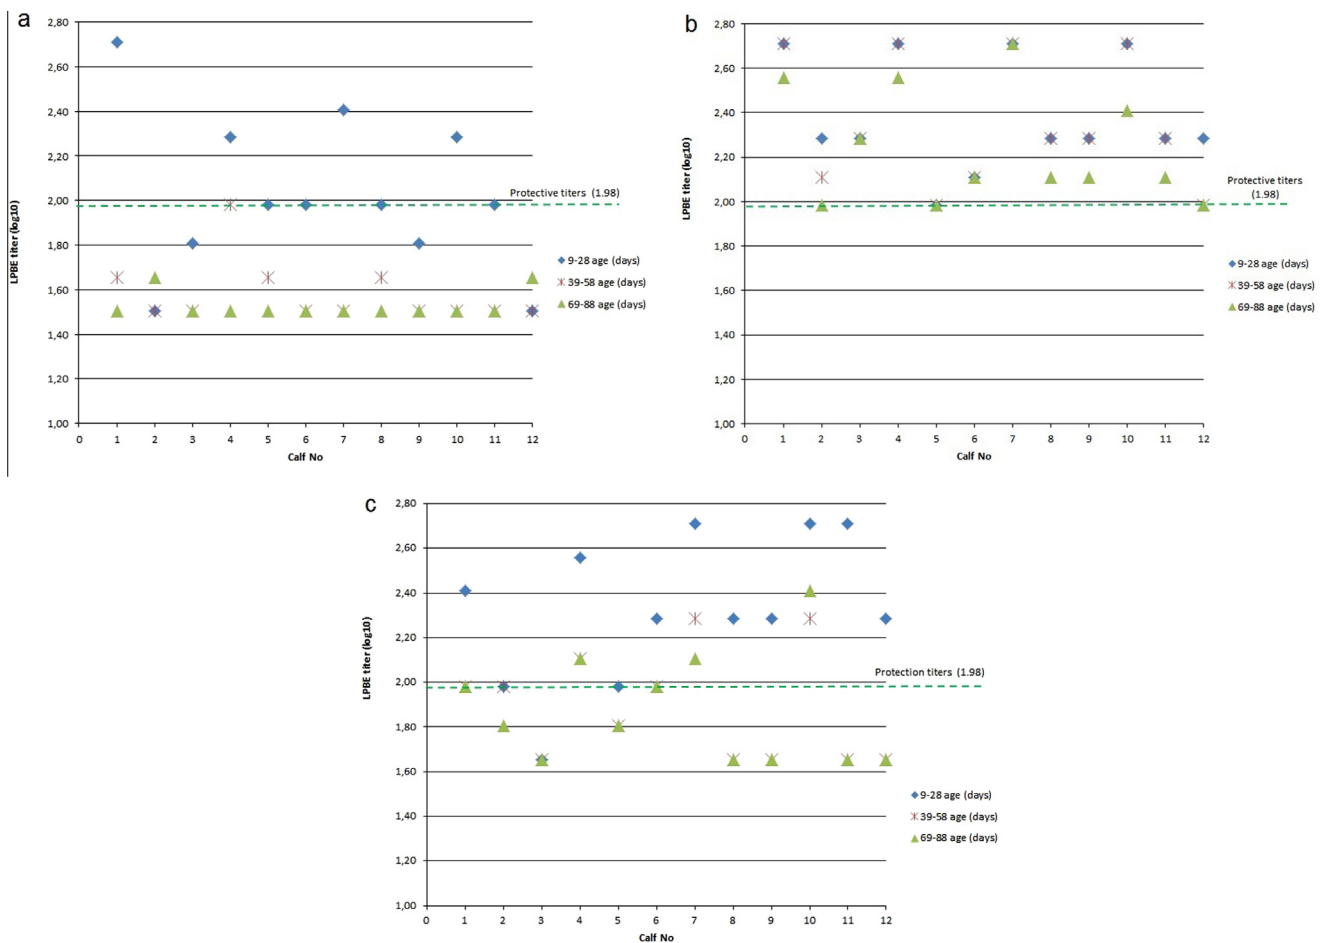 a
2,80
2,60
2,40
2,20
2,00
1,80
1,60
1,40
1,20
1,00
LPBE titer (log10)
Protective titers (1.98)
0 1 2 3 4 5 6 7 8 9 10 11 12
Calf No
9-28 age (days)
39-58 age (days)
69-88 age (days)
b
2,80
2,60
2,40
2,20
2,00
1,80
1,60
1,40
1,20
1,00
LPBE titer (log10)
Protective titers
(1.98)
0 1 2 3 4 5 6 7 8 9 10 11 12
Calf No
9-28 age (days)
39-58 age (days)
69-88 age (days)
c
2,80
2,60
2,40
2,20
2,00
1,80
1,60
1,40
1,20
1,00
LPBE titer (log10)
Protection titers (1.98)
0 1 2 3 4 5 6 7 8 9 10 11 12
Calf No
9-28 age (days)
39-58 age (days)
69-88 age (days)